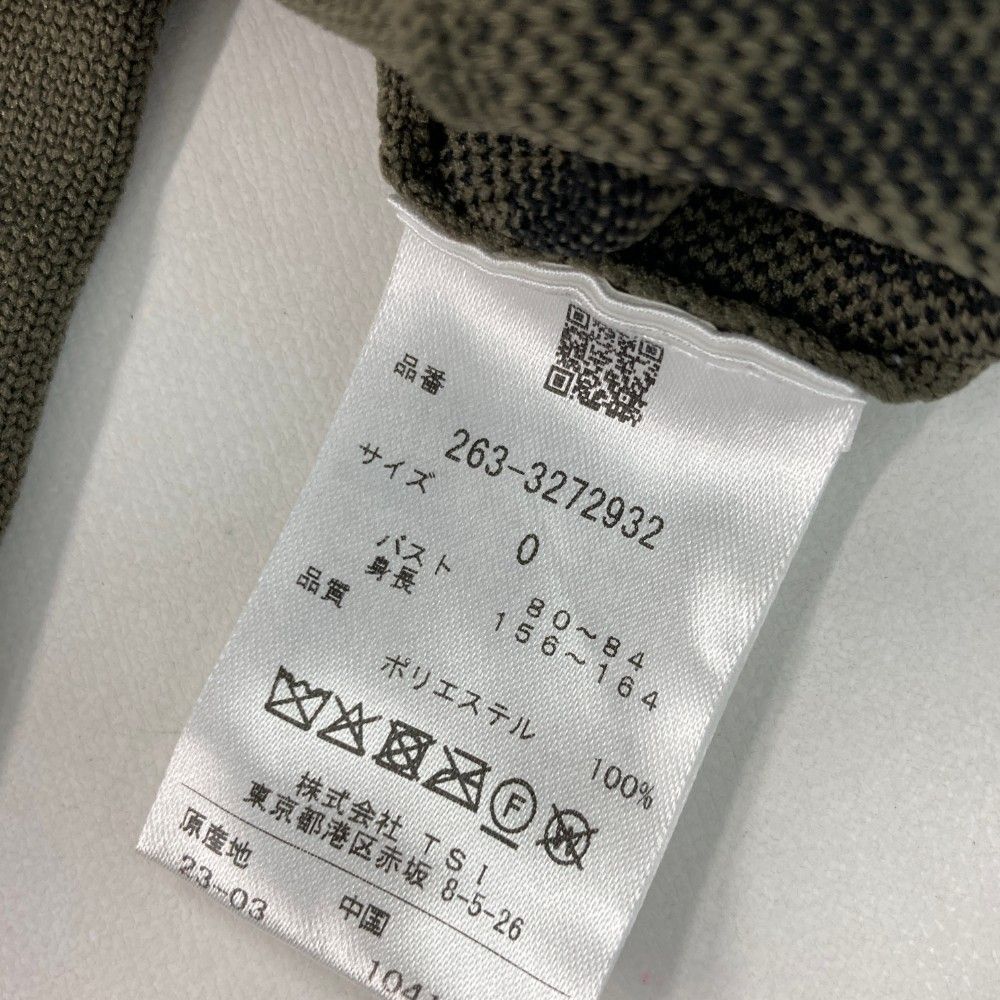 品番 263-3272932
サイズ 0
バスト 80~84
身長 156~164
品質
ポリエステル 100%
F W
株式会社 TSI
東京都港区赤坂 8-5-26
原産地 中国
23-03